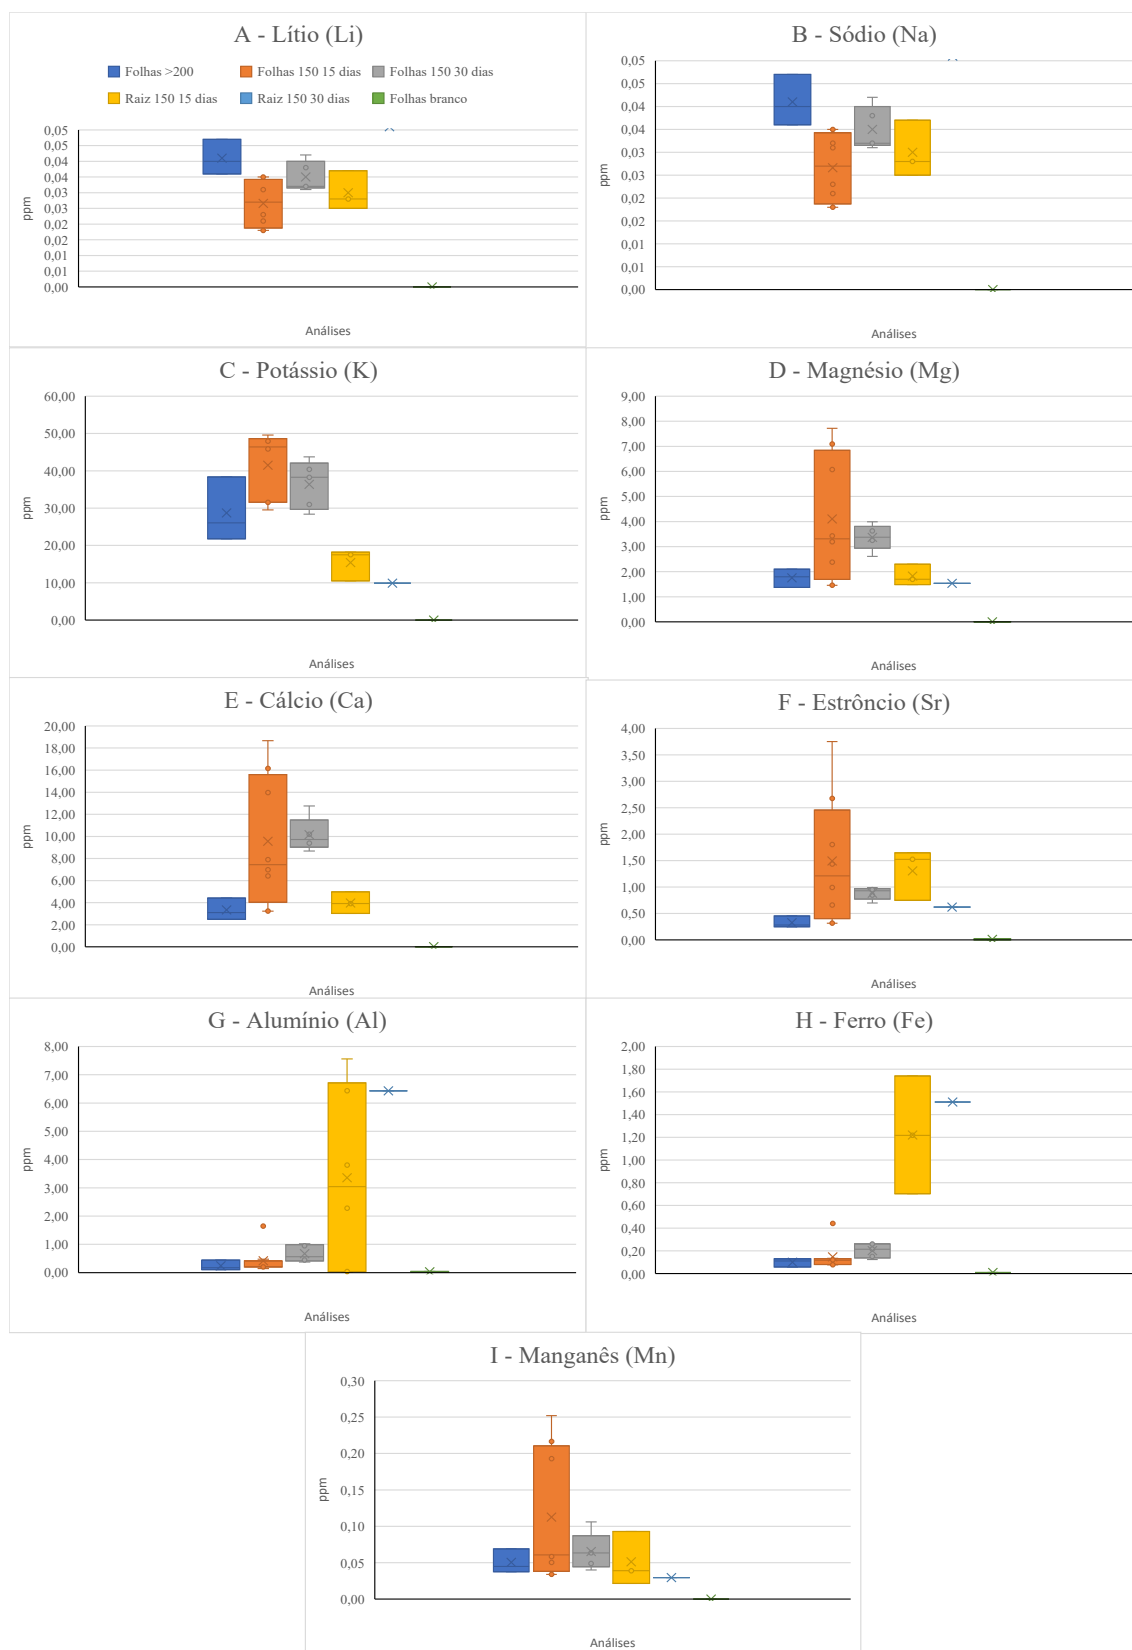 A - Lítio (Li)
Folhas >200
Folhas 150 15 dias
Folhas 150 30 dias
Raiz 150 15 dias
Raiz 150 30 dias
Folhas branco
0,05
0,05
0,04
0,04
0,03
0,03
0,02
0,02
0,01
0,01
0,00
ppm
Análises
B - Sódio (Na)
0,05
0,05
0,04
0,04
0,03
0,03
0,02
0,02
0,01
0,01
0,00
ppm
Análises
C - Potássio (K)
60,00
50,00
40,00
30,00
20,00
10,00
0,00
ppm
Análises
D - Magnésio (Mg)
9,00
8,00
7,00
6,00
5,00
4,00
3,00
2,00
1,00
0,00
ppm
Análises
E - Cálcio (Ca)
20,00
18,00
16,00
14,00
12,00
10,00
8,00
6,00
4,00
2,00
0,00
ppm
Análises
F - Estrôncio (Sr)
4,00
3,50
3,00
2,50
2,00
1,50
1,00
0,50
0,00
ppm
Análises
G - Alumínio (Al)
8,00
7,00
6,00
5,00
4,00
3,00
2,00
1,00
0,00
ppm
Análises
H - Ferro (Fe)
2,00
1,80
1,60
1,40
1,20
1,00
0,80
0,60
0,40
0,20
0,00
ppm
Análises
I - Manganês (Mn)
0,30
0,25
0,20
0,15
0,10
0,05
0,00
ppm
Análises